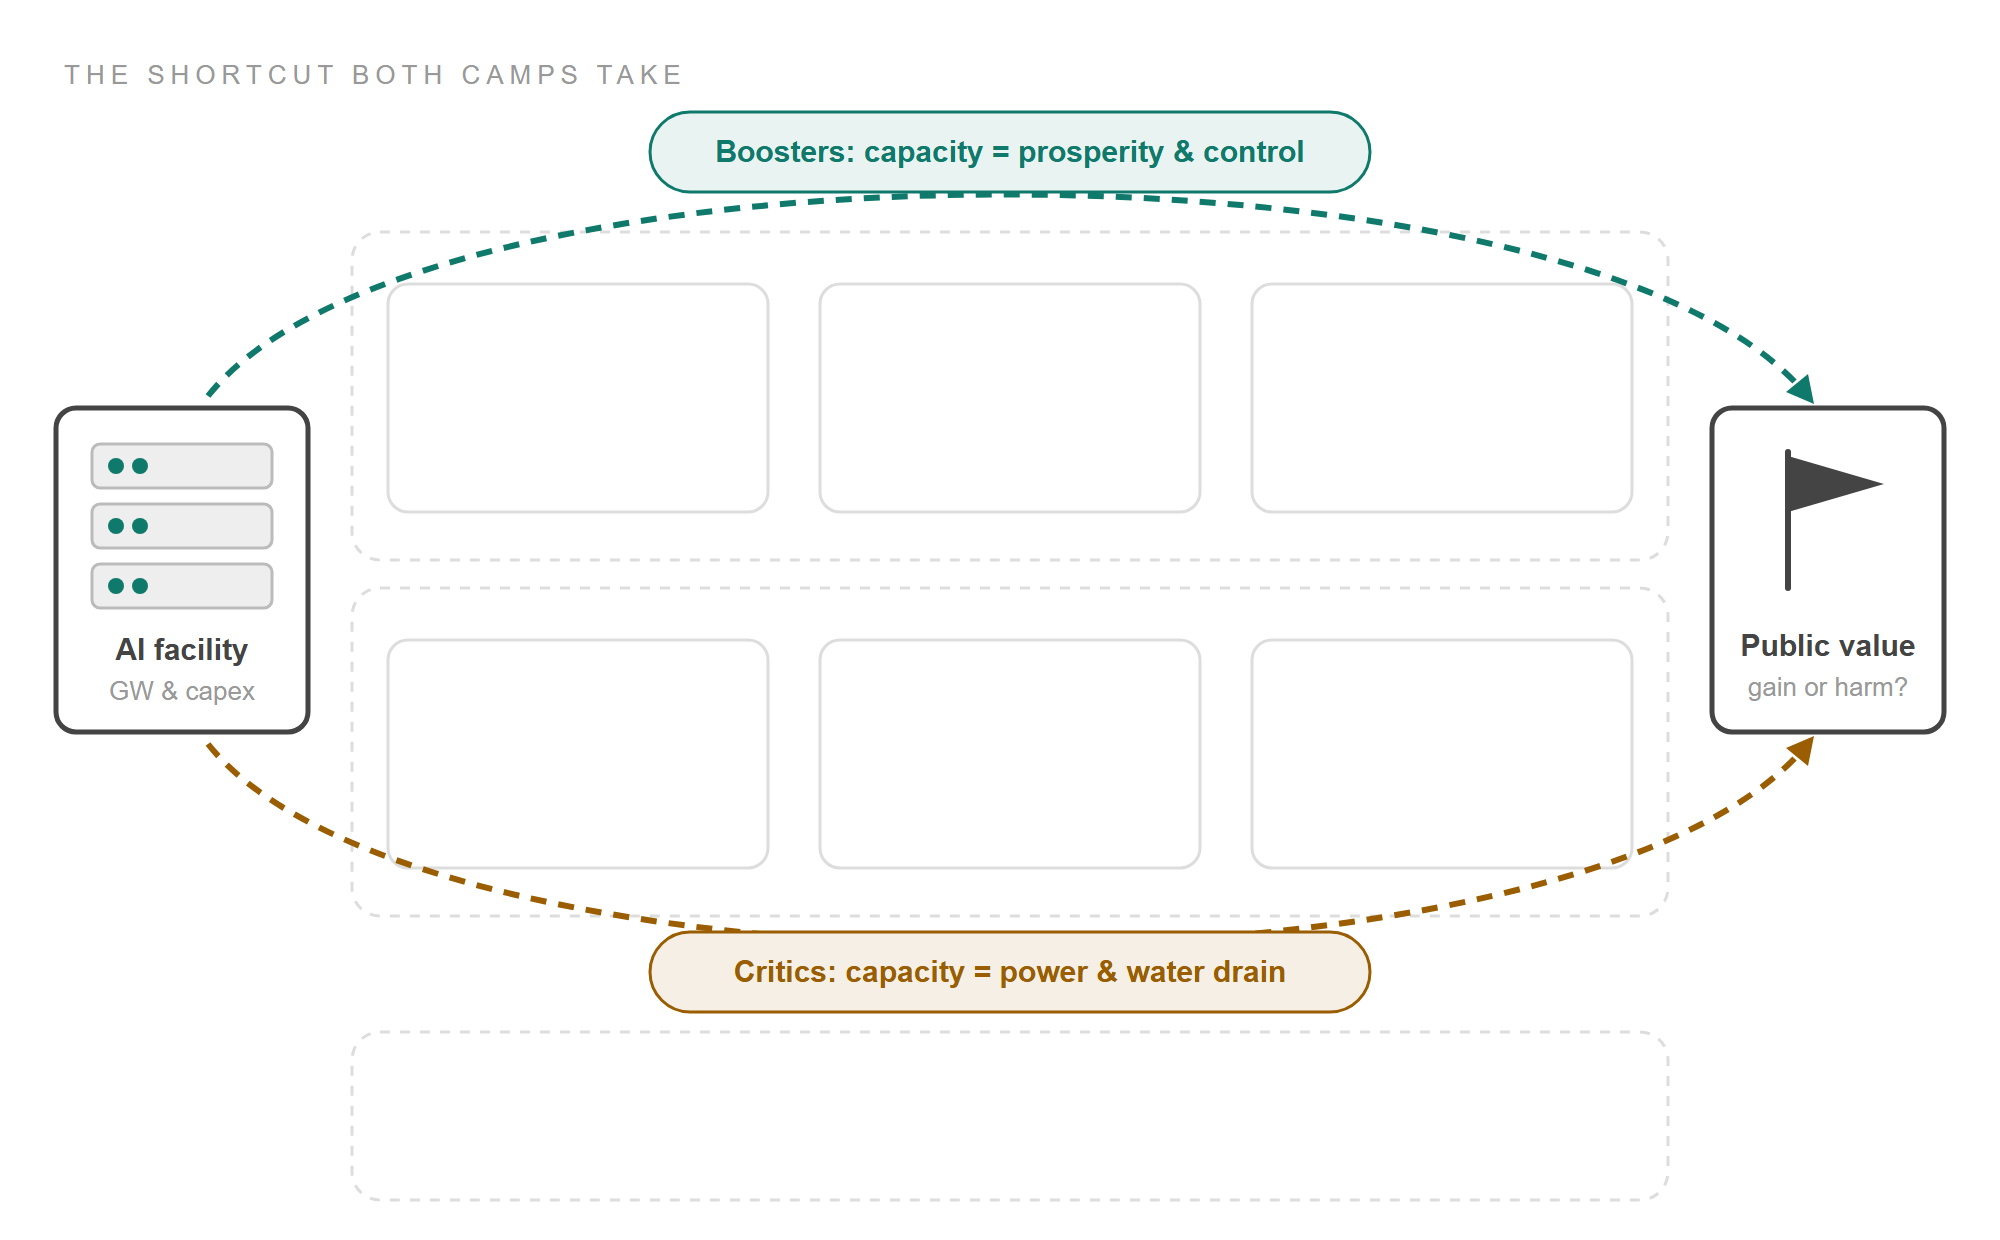 THE SHORTCUT BOTH CAMPS TAKE
Boosters: capacity = prosperity & control
AI facility
GW & capex
Public value
gain or harm?
Critics: capacity = power & water drain